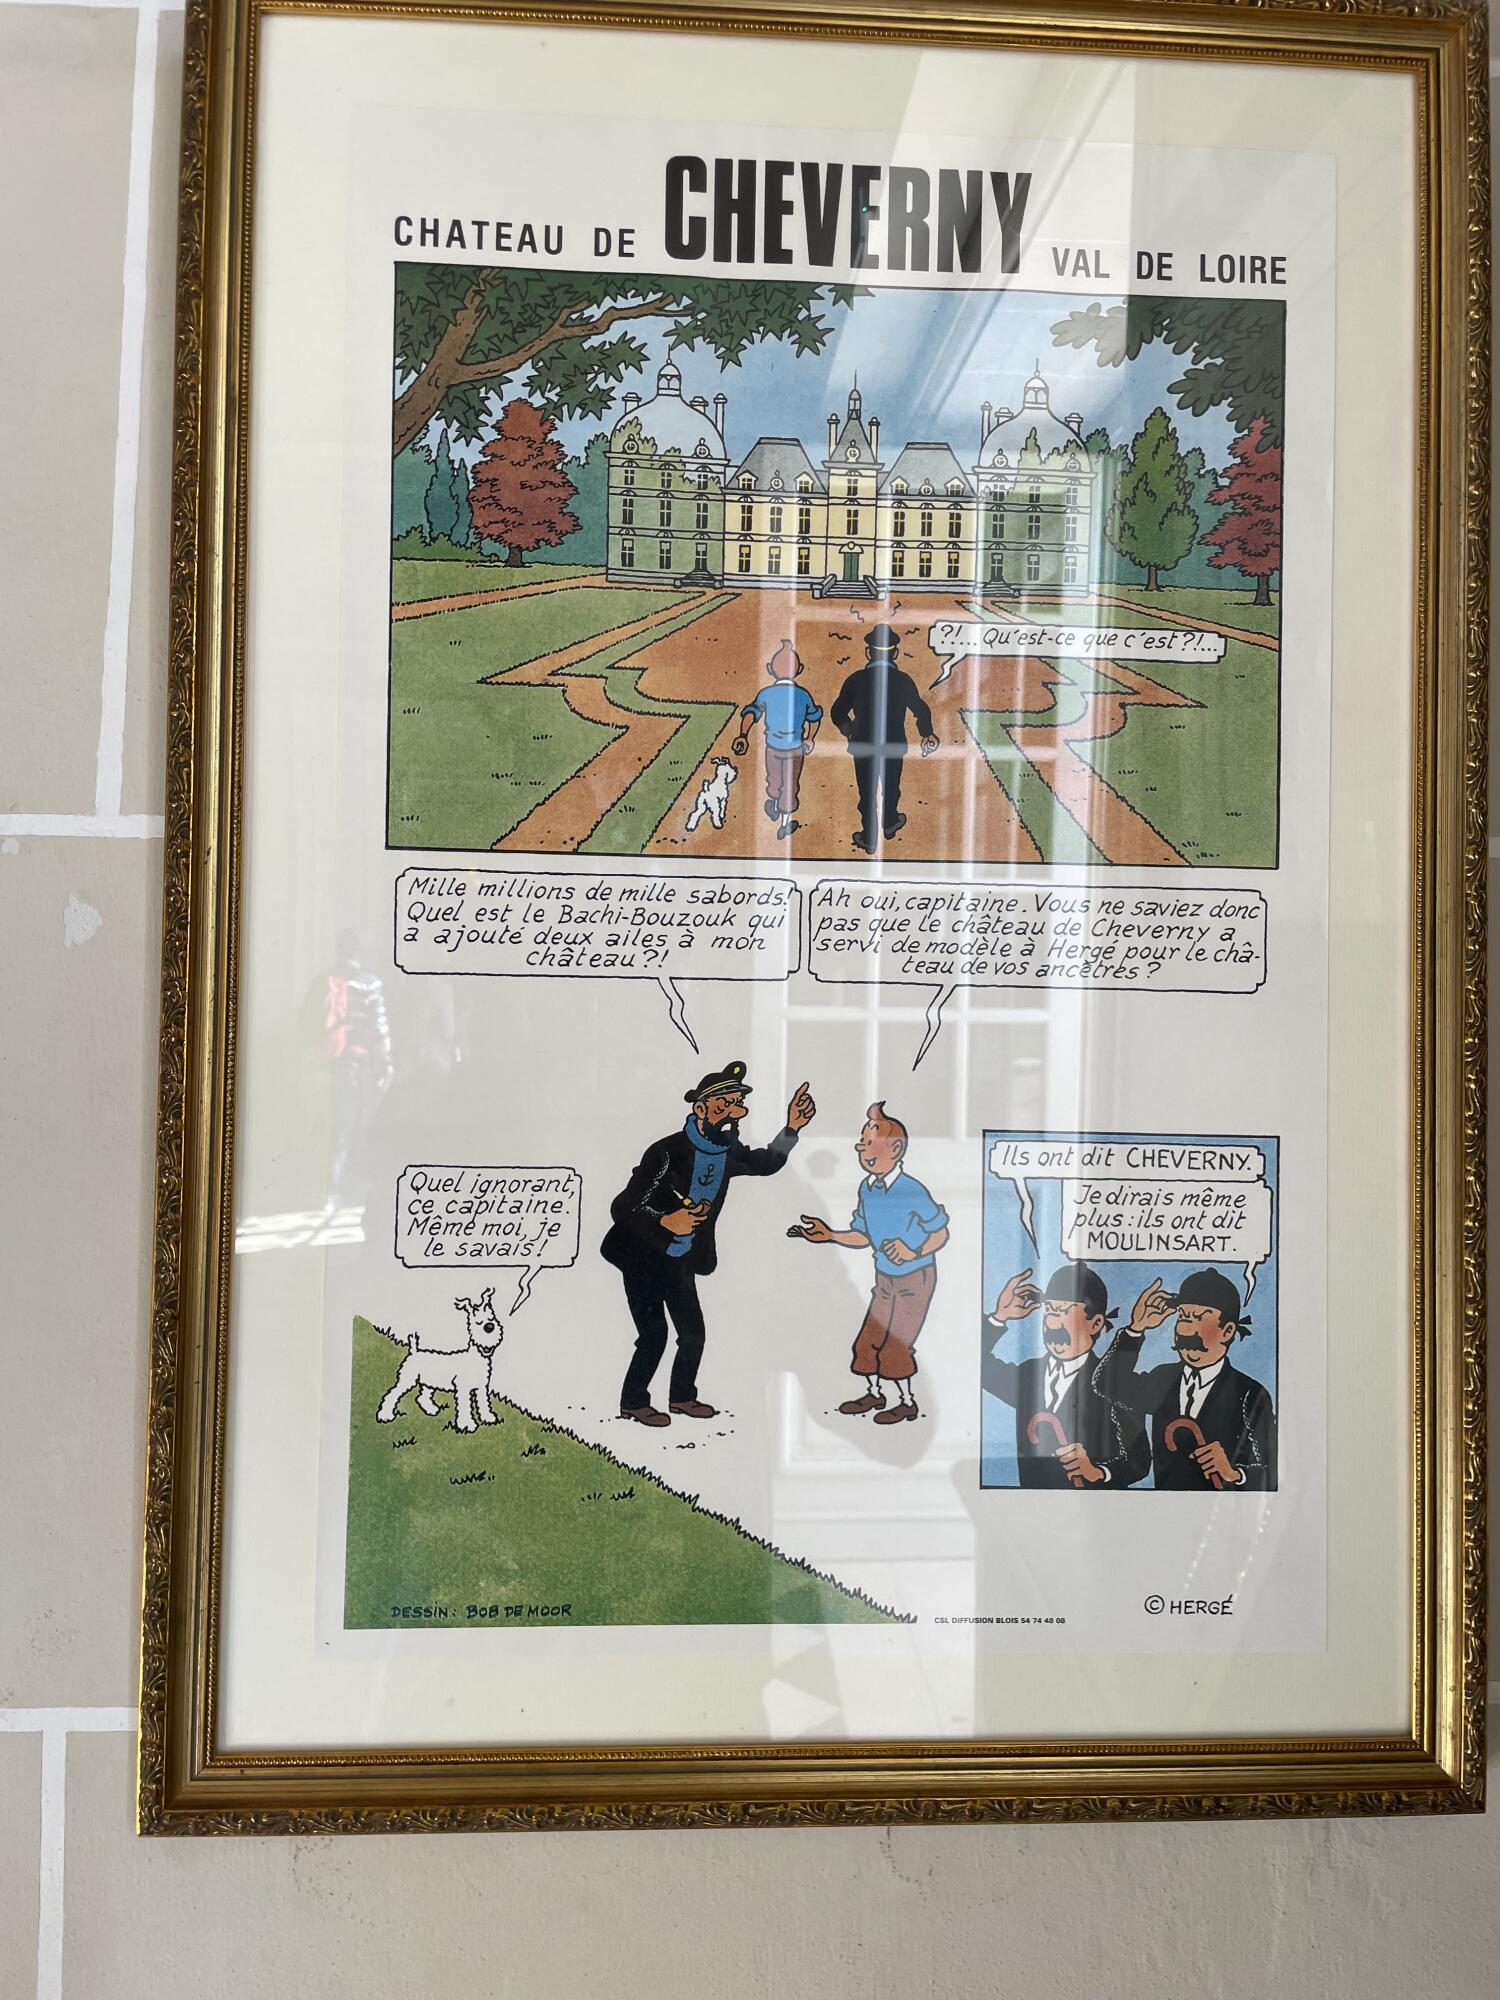 CHATEAU DE CHEVERNY VAL DE LOIRE
?!... Qu'est-ce que c'est?!...
Mille millions de mille sabords!
Quel est le Bachi-Bouzouk qui
a ajouté deux ailes à mon
château?!
Ah oui, capitaine. Vous ne saviez donc
pas que le château de Cheverny a
servi de modèle à Hergé pour le châ-
teau de vos ancêtres?
Quel ignorant,
ce capitaine.
Même moi, je
le savais!
Ils ont dit CHEVERNY.
Je dirais même
plus: ils ont dit
MOULINSART.
DESSIN: BOB DE MOOR
CSL DIFFUSION BLOIS 54 74 48 08
© HERGÉ